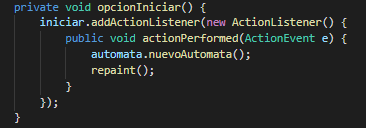 private void opcionIniciar() {
iniciar.addActionListener(new ActionListener() {
public void actionPerformed(ActionEvent e) {
automata.nuevoAutomata();
repaint();
}
});
}